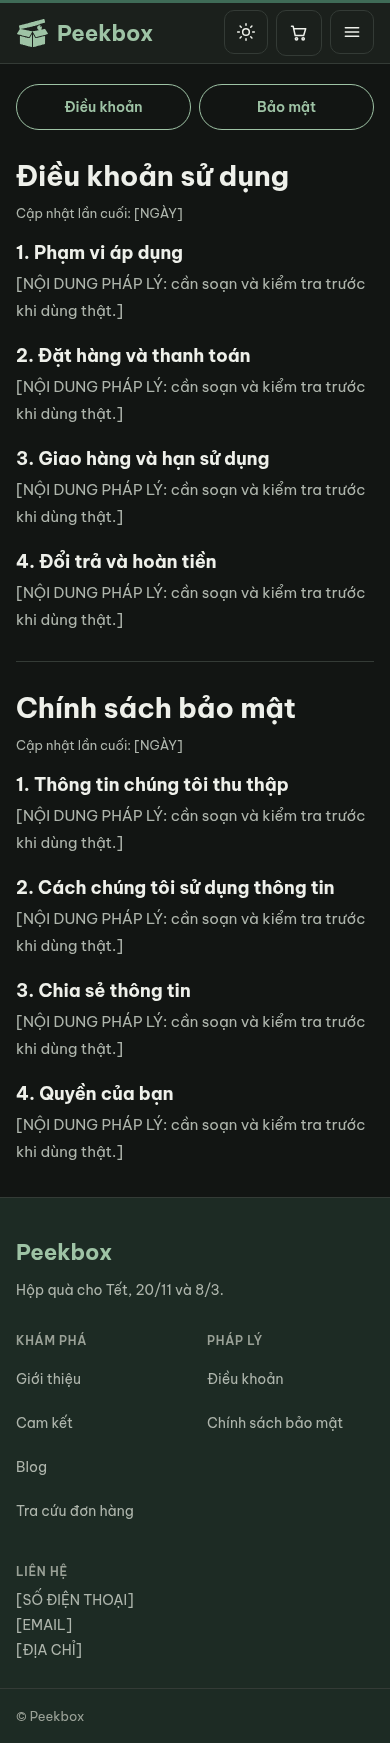 Peekbox
Điều khoản
Bảo mật
Điều khoản sử dụng
Cập nhật lần cuối: [NGÀY]
1. Phạm vi áp dụng
[NỘI DUNG PHÁP LÝ: cần soạn và kiểm tra trước
khi dùng thật.]
2. Đặt hàng và thanh toán
[NỘI DUNG PHÁP LÝ: cần soạn và kiểm tra trước
khi dùng thật.]
3. Giao hàng và hạn sử dụng
[NỘI DUNG PHÁP LÝ: cần soạn và kiểm tra trước
khi dùng thật.]
4. Đổi trả và hoàn tiền
[NỘI DUNG PHÁP LÝ: cần soạn và kiểm tra trước
khi dùng thật.]
Chính sách bảo mật
Cập nhật lần cuối: [NGÀY]
1. Thông tin chúng tôi thu thập
[NỘI DUNG PHÁP LÝ: cần soạn và kiểm tra trước
khi dùng thật.]
2. Cách chúng tôi sử dụng thông tin
[NỘI DUNG PHÁP LÝ: cần soạn và kiểm tra trước
khi dùng thật.]
3. Chia sẻ thông tin
[NỘI DUNG PHÁP LÝ: cần soạn và kiểm tra trước
khi dùng thật.]
4. Quyền của bạn
[NỘI DUNG PHÁP LÝ: cần soạn và kiểm tra trước
khi dùng thật.]
Peekbox
Hộp quà cho Tết, 20/11 và 8/3.
KHÁM PHÁ
Giới thiệu
Cam kết
Blog
Tra cứu đơn hàng
PHÁP LÝ
Điều khoản
Chính sách bảo mật
LIÊN HỆ
[SỐ ĐIỆN THOẠI]
[EMAIL]
[ĐỊA CHỈ]
© Peekbox